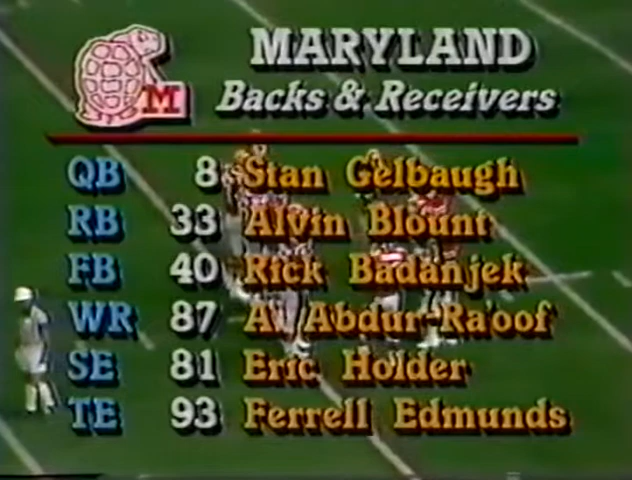 MARYLAND
M
Backs & Receivers
QB 8 Stan Gelbaugh
RB 33 Alvin Blount
FB 40 Rick Badanjek
WR 87 Az Abdur-Ra'oof
SE 81 Eric Holder
TE 93 Ferrell Edmunds